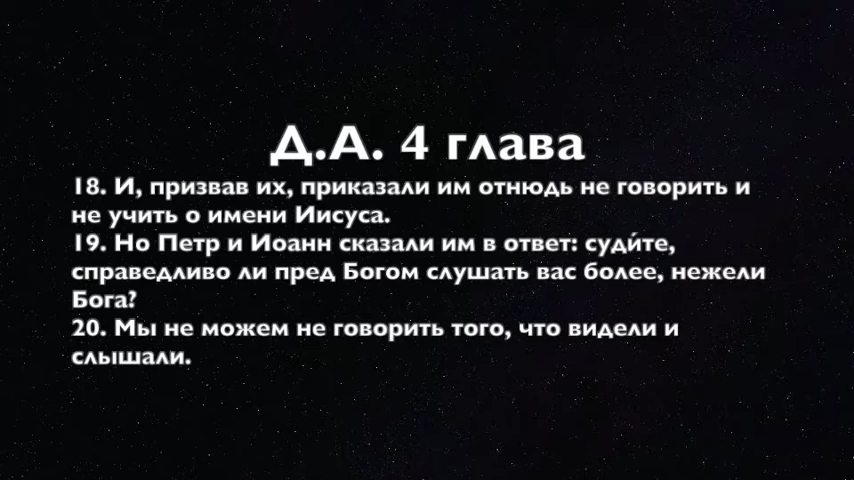 Д.А. 4 глава
18. И, призвав их, приказали им отнюдь не говорить и
не учить о имени Иисуса.
19. Но Петр и Иоанн сказали им в ответ: суди́те,
справедливо ли пред Богом слушать вас более, нежели
Бога?
20. Мы не можем не говорить того, что видели и
слышали.